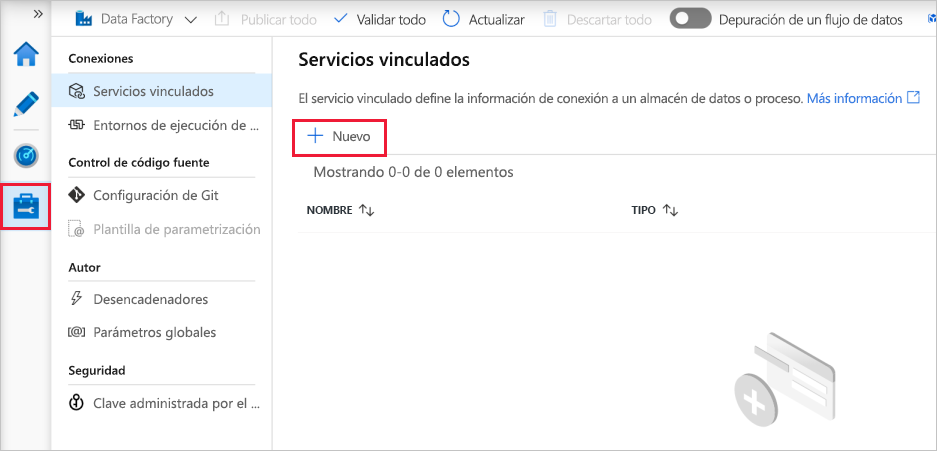 Data Factory
Publicar todo
Validar todo
Actualizar
Descartar todo
Depuración de un flujo de datos
Conexiones
Servicios vinculados
Entornos de ejecución de ...
Control de código fuente
Configuración de Git
Plantilla de parametrización
Autor
Desencadenadores
Parámetros globales
Seguridad
Clave administrada por el ...
Servicios vinculados
El servicio vinculado define la información de conexión a un almacén de datos o proceso. Más información
Nuevo
Mostrando 0-0 de 0 elementos
NOMBRE
TIPO